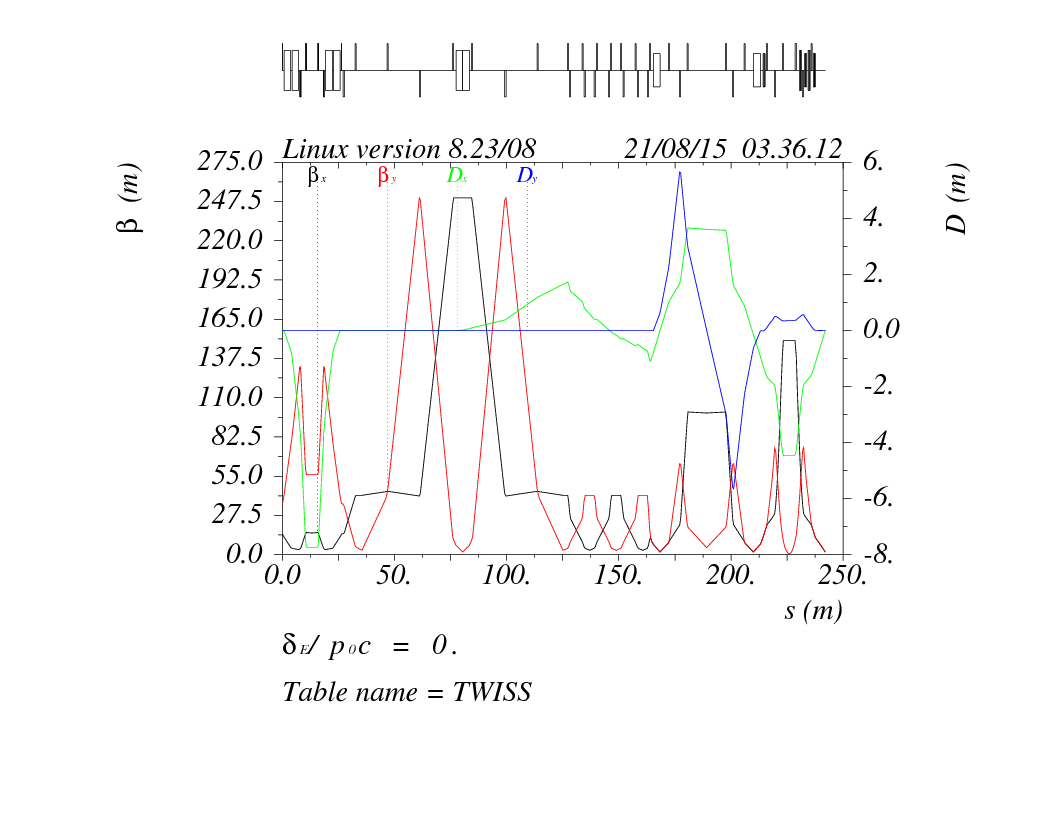 Linux version 8.23/08 21/08/15 03.36.12
β (m)
D (m)
βx βy Dx Dy
275.0
247.5
220.0
192.5
165.0
137.5
110.0
82.5
55.0
27.5
0.0
6.
4.
2.
0.0
-2.
-4.
-6.
-8.
0.0 50. 100. 150. 200. 250.
s (m)
δE/ p0c = 0.
Table name = TWISS